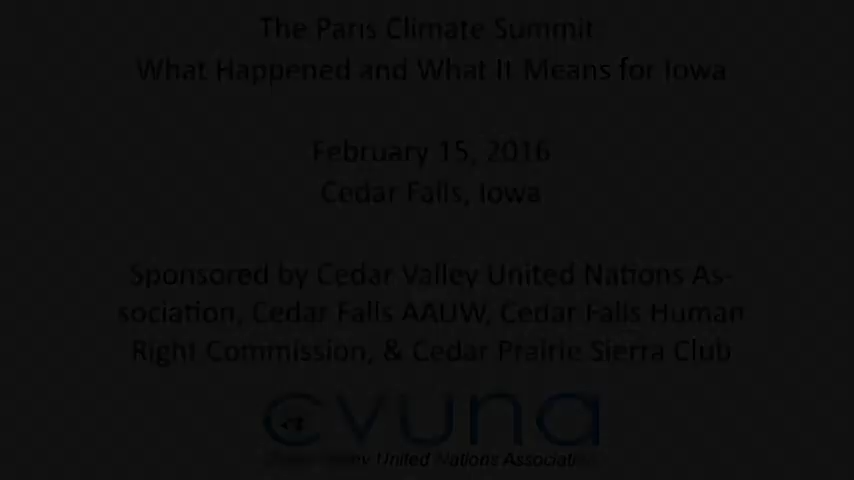 The Paris Climate Summit:
What Happened and What It Means for Iowa
February 15, 2016
Cedar Falls, Iowa
Sponsored by Cedar Valley United Nations As-
sociation, Cedar Falls AAUW, Cedar Falls Human
Right Commission, & Cedar Prairie Sierra Club
cvuna
Valley United Nations Association